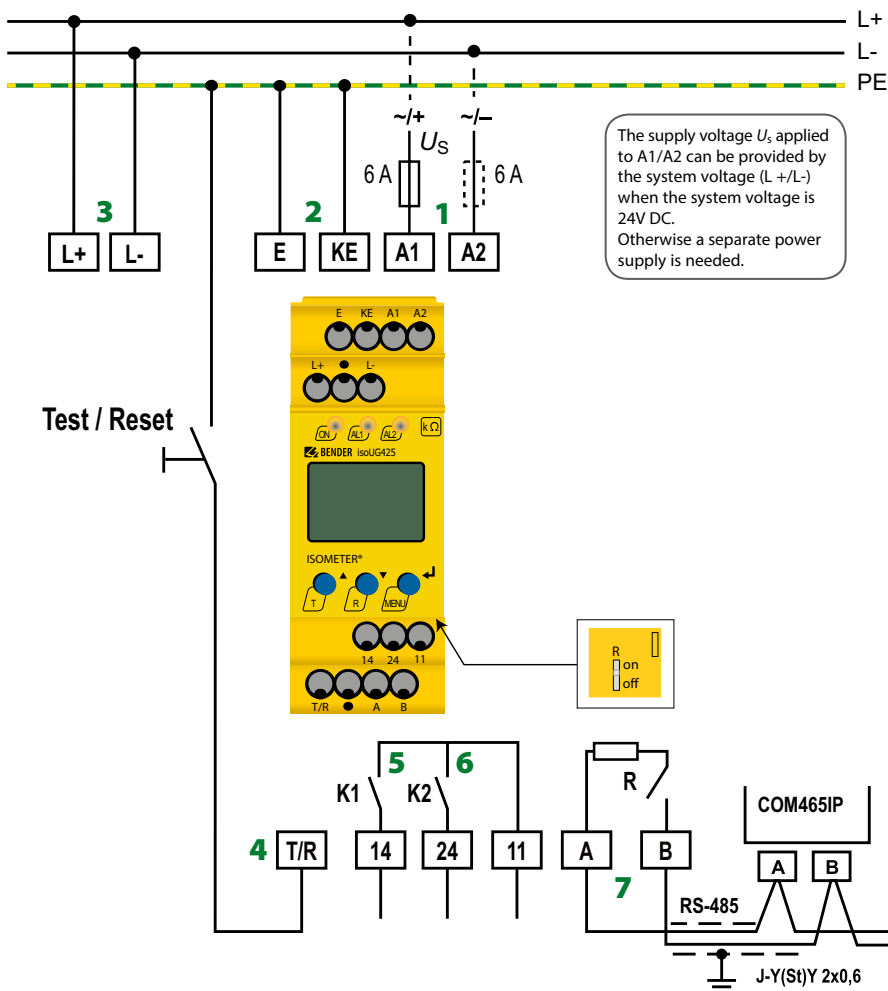 L+
L-
PE
~/+
~/–
US
6 A
6 A
The supply voltage Us applied
to A1/A2 can be provided by
the system voltage (L +/L-)
when the system voltage is
24V DC.
Otherwise a separate power
supply is needed.
3
2
1
L+
L-
E
KE
A1
A2
E KE A1 A2
L+ L-
Test / Reset
ON AL1 AL2 kΩ
BENDER isoUG425
ISOMETER®
T R MENU
14 24 11
T/R A B
R
on
off
5
6
K1
K2
R
COM465IP
4
T/R
14
24
11
A
B
A
B
7
RS-485
J-Y(St)Y 2x0,6